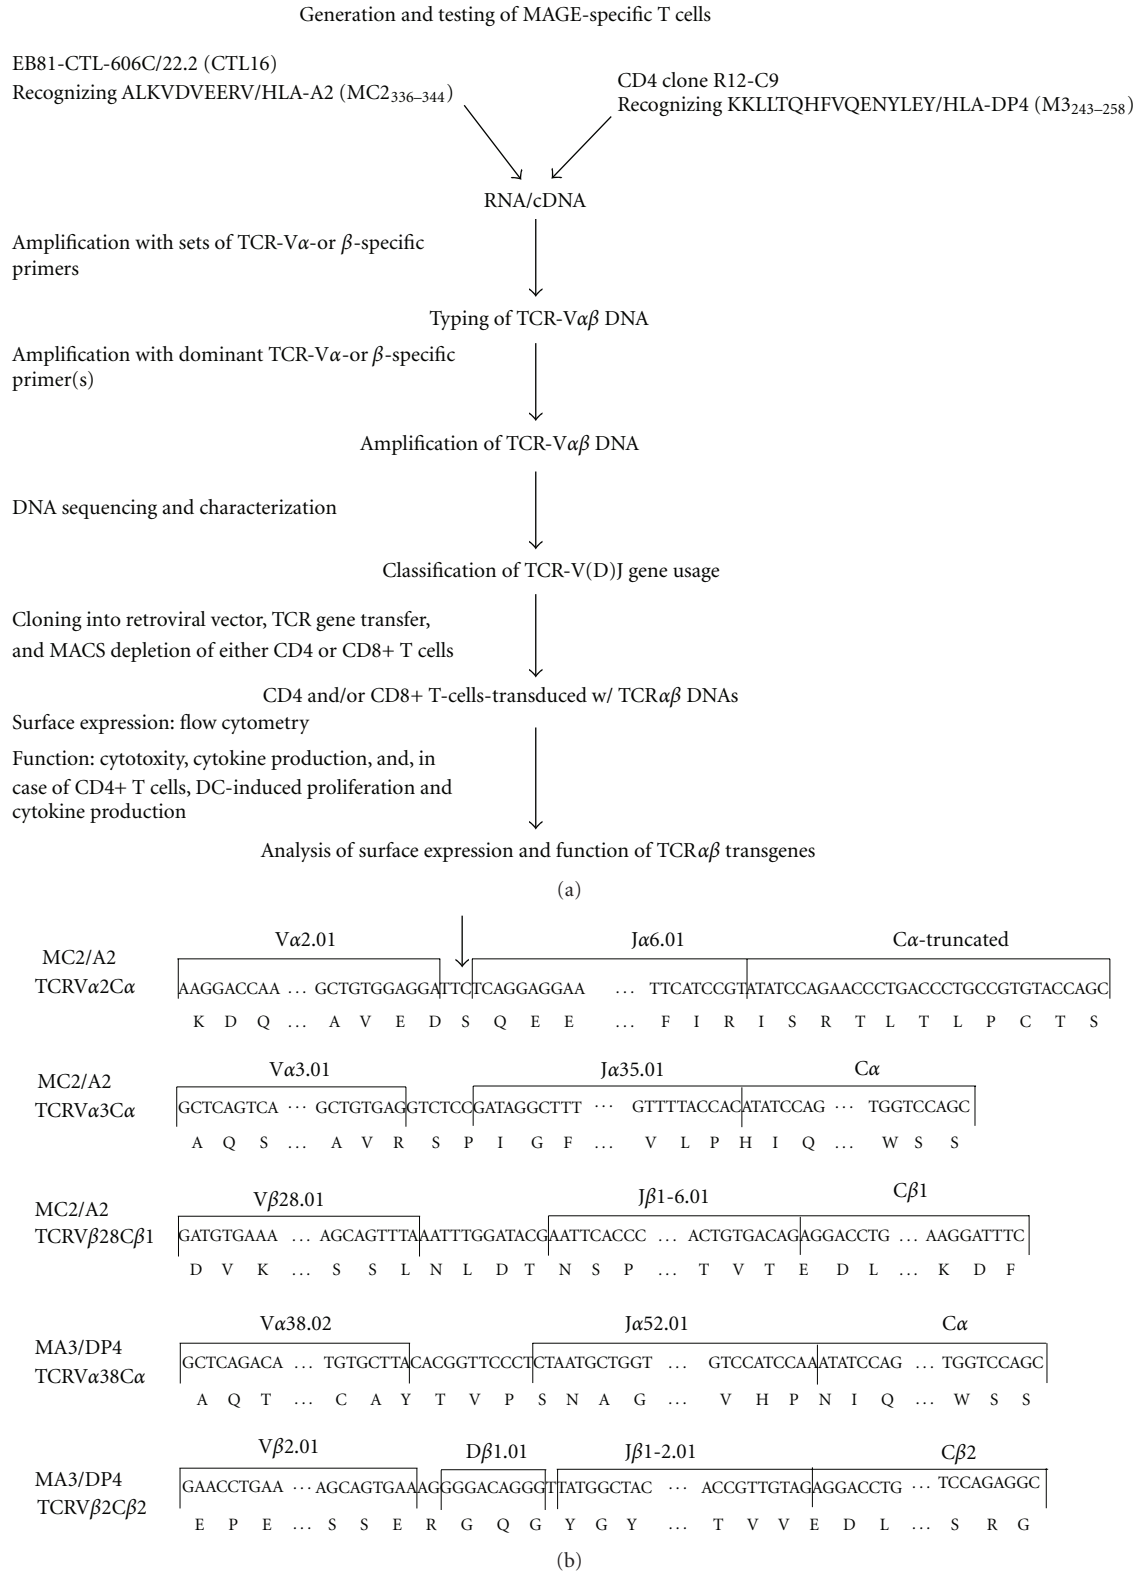 Generation and testing of MAGE-specific T cells
EB81-CTL-606C/22.2 (CTL16)
Recognizing ALKVDVEERV/HLA-A2 (MC2336–344)
CD4 clone R12-C9
Recognizing KKLLTQHFVQENYLEY/HLA-DP4 (M3243–258)
RNA/cDNA
Amplification with sets of TCR-Vα-or β-specific
primers
Typing of TCR-Vαβ DNA
Amplification with dominant TCR-Vα-or β-specific
primer(s)
Amplification of TCR-Vαβ DNA
DNA sequencing and characterization
Classification of TCR-V(D)J gene usage
Cloning into retroviral vector, TCR gene transfer,
and MACS depletion of either CD4 or CD8+ T cells
CD4 and/or CD8+ T-cells-transduced w/ TCRαβ DNAs
Surface expression: flow cytometry
Function: cytotoxity, cytokine production, and, in
case of CD4+ T cells, DC-induced proliferation and
cytokine production
Analysis of surface expression and function of TCRαβ transgenes
(a)
Vα2.01 Jα6.01 Cα-truncated
MC2/A2
TCRVα2Cα
AAGGACCAA ... GCTGTGGAGGATTCTCAGGAGGAA ... TTCATCCGTATATCCAGAACCCTGACCCTGCCGTGTACCAGC
K D Q ... A V E D S Q E E ... F I R I S R T L T L P C T S
Vα3.01 Jα35.01 Cα
MC2/A2
TCRVα3Cα
GCTCAGTCA ... GCTGTGAGGTCTCCGATAGGCTTT ... GTTTTACCACATATCCAG ... TGGTCCAGC
A Q S ... A V R S P I G F ... V L P H I Q ... W S S
Vβ28.01 Jβ1-6.01 Cβ1
MC2/A2
TCRVβ28Cβ1
GATGTGAAA ... AGCAGTTTAAATTTGGATACGAATTCACCC ... ACTGTGACAGAGGACCTG ... AAGGATTTC
D V K ... S S L N L D T N S P ... T V T E D L ... K D F
Vα38.02 Jα52.01 Cα
MA3/DP4
TCRVα38Cα
GCTCAGACA ... TGTGCTTACACGGTTCCCTCTAATGCTGGT ... GTCCATCCAAATATCCAG ... TGGTCCAGC
A Q T ... C A Y T V P S N A G ... V H P N I Q ... W S S
Vβ2.01 Dβ1.01 Jβ1-2.01 Cβ2
MA3/DP4
TCRVβ2Cβ2
GAACCTGAA ... AGCAGTGAAAGGGGACAGGGTTATGGCTAC ... ACCGTTGTAGAGGACCTG ... TCCAGAGGC
E P E ... S S E R G Q G Y G Y ... T V V E D L ... S R G
(b)